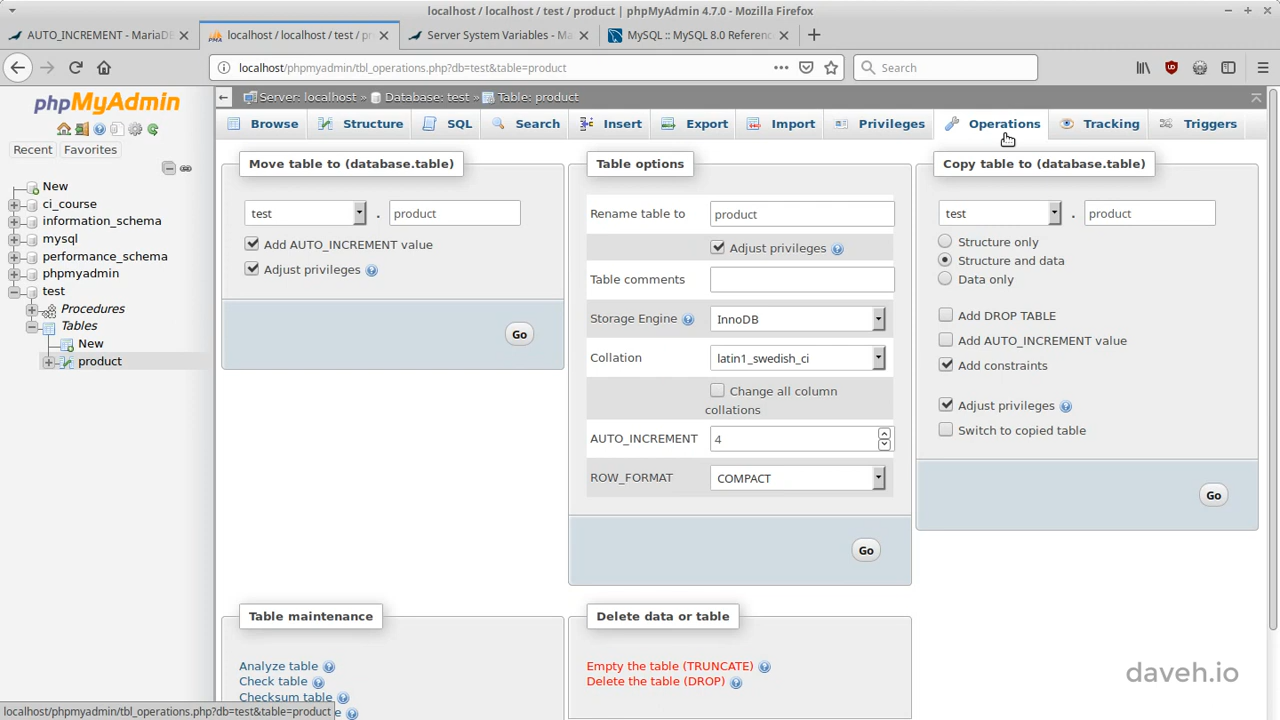 localhost / localhost / test / product | phpMyAdmin 4.7.0 - Mozilla Firefox
AUTO_INCREMENT - MariaDB
localhost / localhost / test / pr
Server System Variables - Ma
MySQL :: MySQL 8.0 Referenc
localhost/phpmyadmin/tbl_operations.php?db=test&table=product
Search
phpMyAdmin
Recent Favorites
New
ci_course
information_schema
mysql
performance_schema
phpmyadmin
test
Procedures
Tables
New
product
Server: localhost » Database: test » Table: product
Browse Structure SQL Search Insert Export Import Privileges Operations Tracking Triggers
Move table to (database.table)
test . product
Add AUTO_INCREMENT value
Adjust privileges
Go
Table options
Rename table to product
Adjust privileges
Table comments
Storage Engine InnoDB
Collation latin1_swedish_ci
Change all column
collations
AUTO_INCREMENT 4
ROW_FORMAT COMPACT
Go
Copy table to (database.table)
test . product
Structure only
Structure and data
Data only
Add DROP TABLE
Add AUTO_INCREMENT value
Add constraints
Adjust privileges
Switch to copied table
Go
Table maintenance
Analyze table
Check table
Checksum table
Delete data or table
Empty the table (TRUNCATE)
Delete the table (DROP)
daveh.io
localhost/phpmyadmin/tbl_operations.php?db=test&table=product